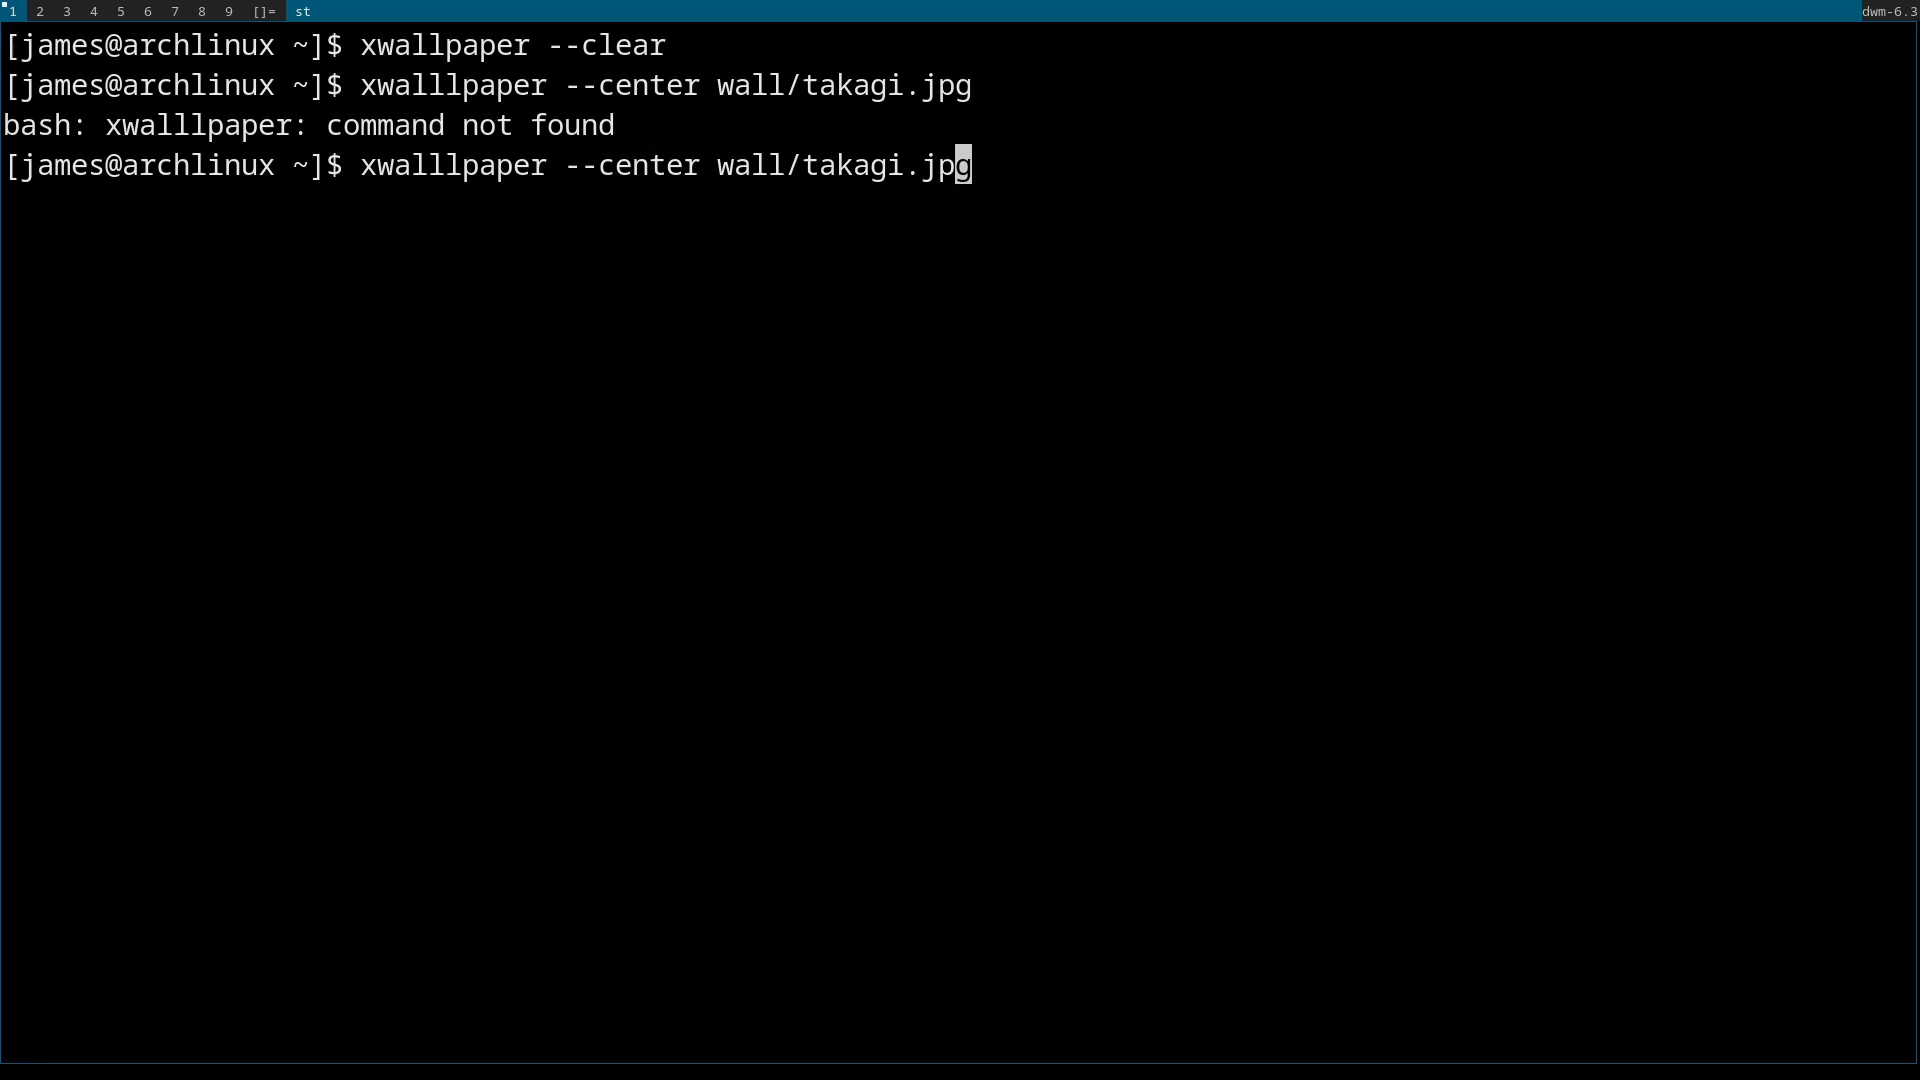 1 2 3 4 5 6 7 8 9 []= st dwm-6.3
[james@archlinux ~]$ xwallpaper --clear
[james@archlinux ~]$ xwalllpaper --center wall/takagi.jpg
bash: xwalllpaper: command not found
[james@archlinux ~]$ xwalllpaper --center wall/takagi.jpg